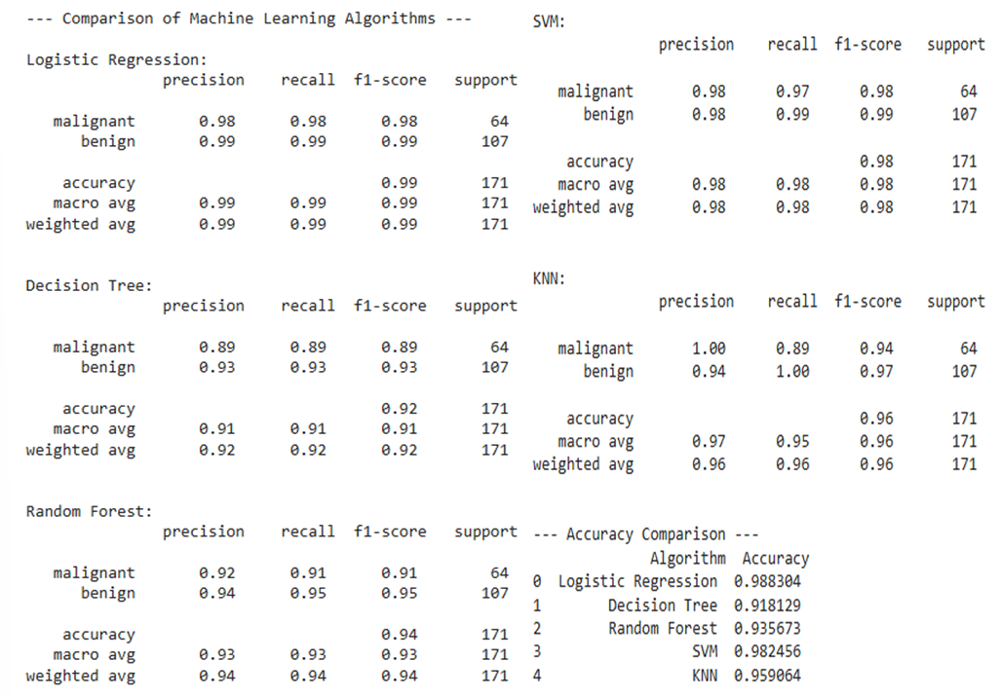 --- Comparison of Machine Learning Algorithms ---
Logistic Regression:
precision recall f1-score support
malignant 0.98 0.98 0.98 64
benign 0.99 0.99 0.99 107
accuracy 0.99 171
macro avg 0.99 0.99 0.99 171
weighted avg 0.99 0.99 0.99 171
Decision Tree:
precision recall f1-score support
malignant 0.89 0.89 0.89 64
benign 0.93 0.93 0.93 107
accuracy 0.92 171
macro avg 0.91 0.91 0.91 171
weighted avg 0.92 0.92 0.92 171
Random Forest:
precision recall f1-score support
malignant 0.92 0.91 0.91 64
benign 0.94 0.95 0.95 107
accuracy 0.94 171
macro avg 0.93 0.93 0.93 171
weighted avg 0.94 0.94 0.94 171
SVM:
precision recall f1-score support
malignant 0.98 0.97 0.98 64
benign 0.98 0.99 0.99 107
accuracy 0.98 171
macro avg 0.98 0.98 0.98 171
weighted avg 0.98 0.98 0.98 171
KNN:
precision recall f1-score support
malignant 1.00 0.89 0.94 64
benign 0.94 1.00 0.97 107
accuracy 0.96 171
macro avg 0.97 0.95 0.96 171
weighted avg 0.96 0.96 0.96 171
--- Accuracy Comparison ---
Algorithm Accuracy
0 Logistic Regression 0.988304
1 Decision Tree 0.918129
2 Random Forest 0.935673
3 SVM 0.982456
4 KNN 0.959064